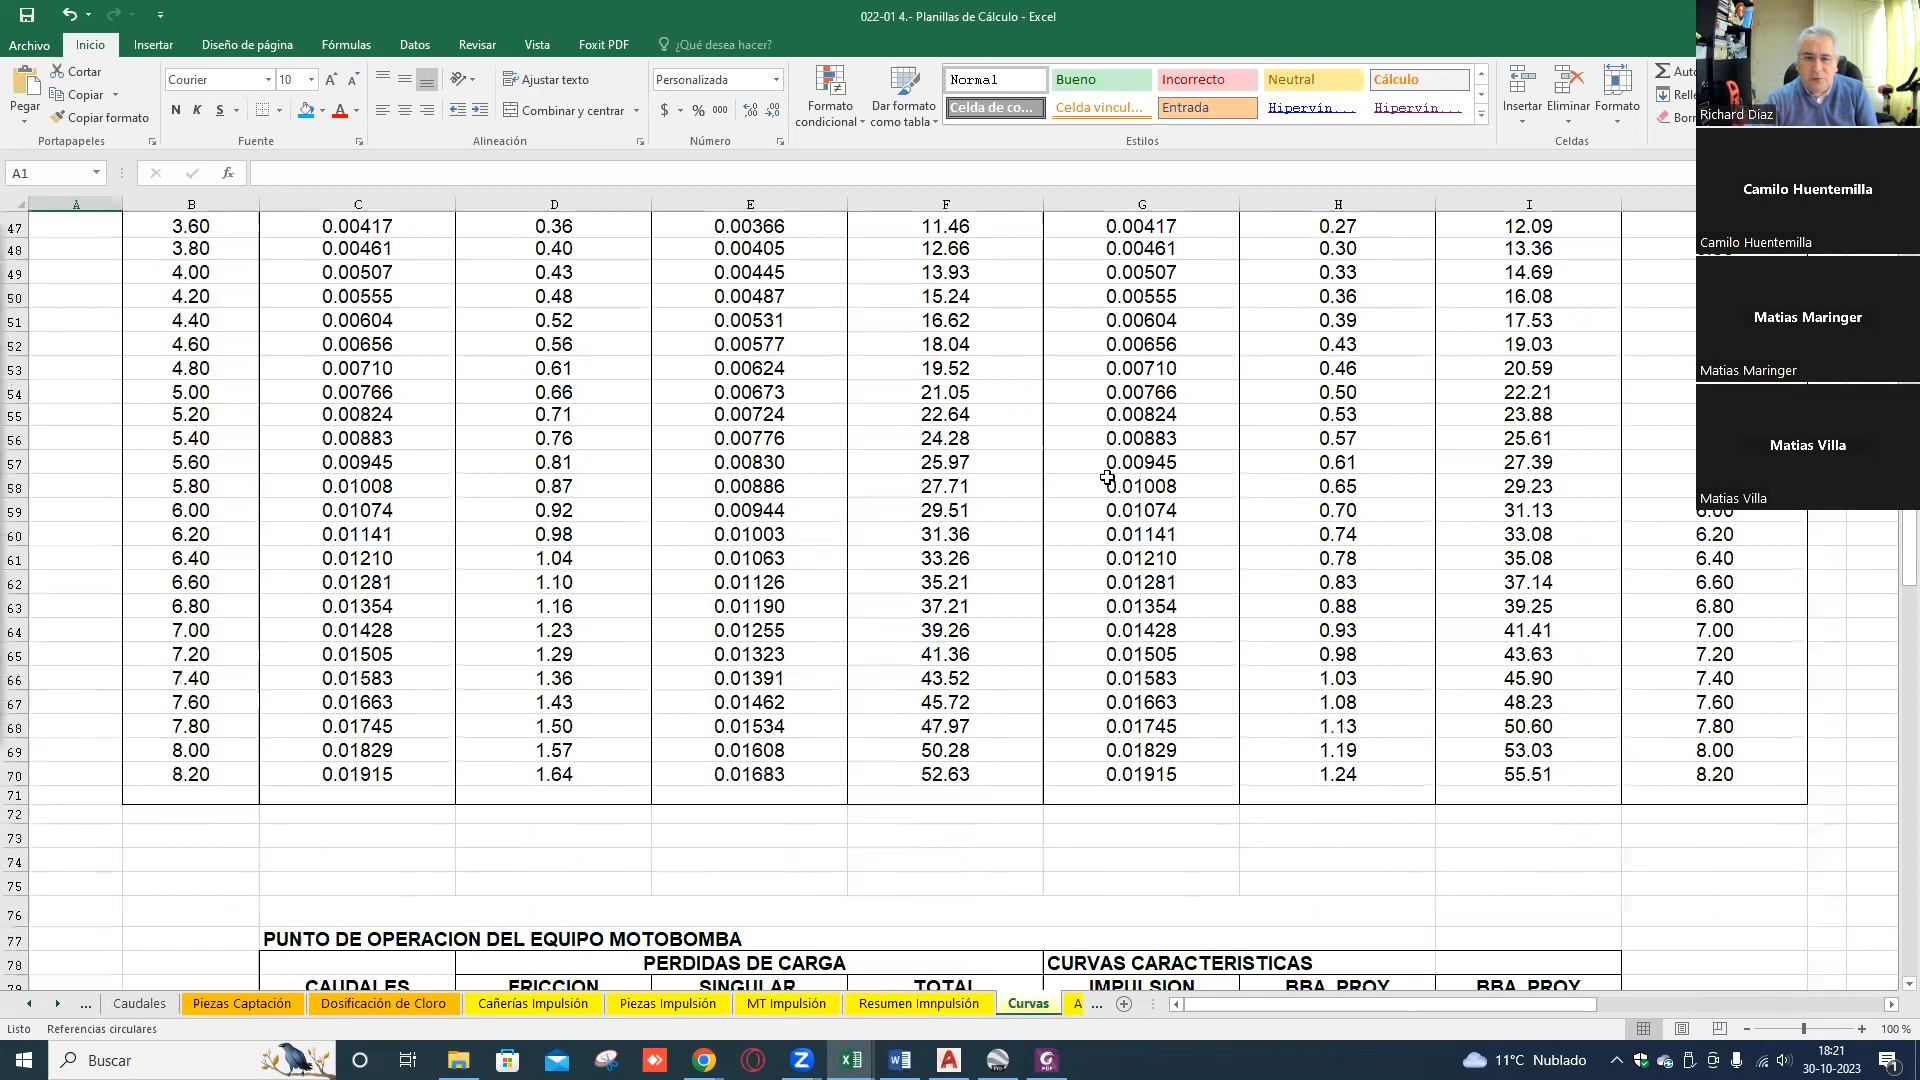 022-01 4.- Planillas de Cálculo - Excel
Archivo Inicio Insertar Diseño de página Fórmulas Datos Revisar Vista Foxit PDF ¿Qué desea hacer?
Pegar Cortar Copiar Copiar formato Portapapeles
Courier 10 N K S Fuente
Ajustar texto Combinar y centrar Alineación
Personalizada $ % 000 Número
Formato condicional Dar formato como tabla
Normal Bueno Incorrecto Neutral Cálculo
Celda de co... Celda vincul... Entrada Hipervín... Hipervín...
Estilos
Insertar Eliminar Formato Celdas
Richard Diaz
Camilo Huentemilla
Camilo Huentemilla
Matias Maringer
Matias Maringer
Matias Villa
Matias Villa
A1 fx
A B C D E F G H I
47 3.60 0.00417 0.36 0.00366 11.46 0.00417 0.27 12.09
48 3.80 0.00461 0.40 0.00405 12.66 0.00461 0.30 13.36
49 4.00 0.00507 0.43 0.00445 13.93 0.00507 0.33 14.69
50 4.20 0.00555 0.48 0.00487 15.24 0.00555 0.36 16.08
51 4.40 0.00604 0.52 0.00531 16.62 0.00604 0.39 17.53
52 4.60 0.00656 0.56 0.00577 18.04 0.00656 0.43 19.03
53 4.80 0.00710 0.61 0.00624 19.52 0.00710 0.46 20.59
54 5.00 0.00766 0.66 0.00673 21.05 0.00766 0.50 22.21
55 5.20 0.00824 0.71 0.00724 22.64 0.00824 0.53 23.88
56 5.40 0.00883 0.76 0.00776 24.28 0.00883 0.57 25.61
57 5.60 0.00945 0.81 0.00830 25.97 0.00945 0.61 27.39
58 5.80 0.01008 0.87 0.00886 27.71 0.01008 0.65 29.23
59 6.00 0.01074 0.92 0.00944 29.51 0.01074 0.70 31.13 6.00
60 6.20 0.01141 0.98 0.01003 31.36 0.01141 0.74 33.08 6.20
61 6.40 0.01210 1.04 0.01063 33.26 0.01210 0.78 35.08 6.40
62 6.60 0.01281 1.10 0.01126 35.21 0.01281 0.83 37.14 6.60
63 6.80 0.01354 1.16 0.01190 37.21 0.01354 0.88 39.25 6.80
64 7.00 0.01428 1.23 0.01255 39.26 0.01428 0.93 41.41 7.00
65 7.20 0.01505 1.29 0.01323 41.36 0.01505 0.98 43.63 7.20
66 7.40 0.01583 1.36 0.01391 43.52 0.01583 1.03 45.90 7.40
67 7.60 0.01663 1.43 0.01462 45.72 0.01663 1.08 48.23 7.60
68 7.80 0.01745 1.50 0.01534 47.97 0.01745 1.13 50.60 7.80
69 8.00 0.01829 1.57 0.01608 50.28 0.01829 1.19 53.03 8.00
70 8.20 0.01915 1.64 0.01683 52.63 0.01915 1.24 55.51 8.20
71
72
73
74
75
76
77 PUNTO DE OPERACION DEL EQUIPO MOTOBOMBA
78 PERDIDAS DE CARGA CURVAS CARACTERISTICAS
79 CAUDALES FRICCION SINGULAR TOTAL IMPULSION BBA. PROY BBA. PROY
... Caudales Piezas Captación Dosificación de Cloro Cañerías Impulsión Piezas Impulsión MT Impulsión Resumen Imnpulsión Curvas A ...
Listo Referencias circulares 100 %
Buscar 11°C Nublado 18:21
30-10-2023